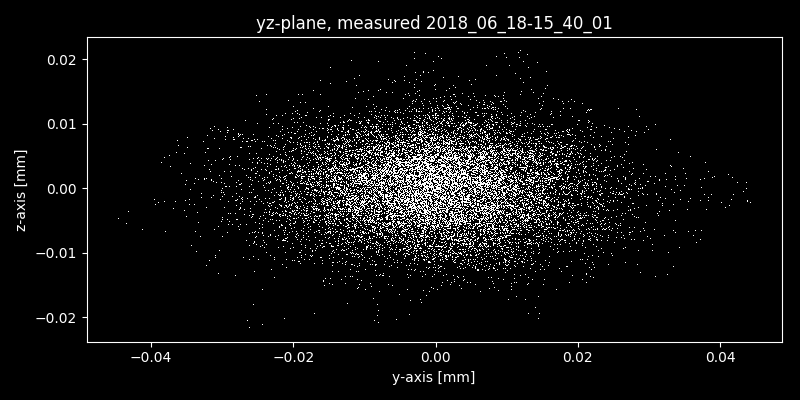 yz-plane, measured 2018_06_18-15_40_01
z-axis [mm]
0.02
0.01
0.00
−0.01
−0.02
−0.04 −0.02 0.00 0.02 0.04
y-axis [mm]